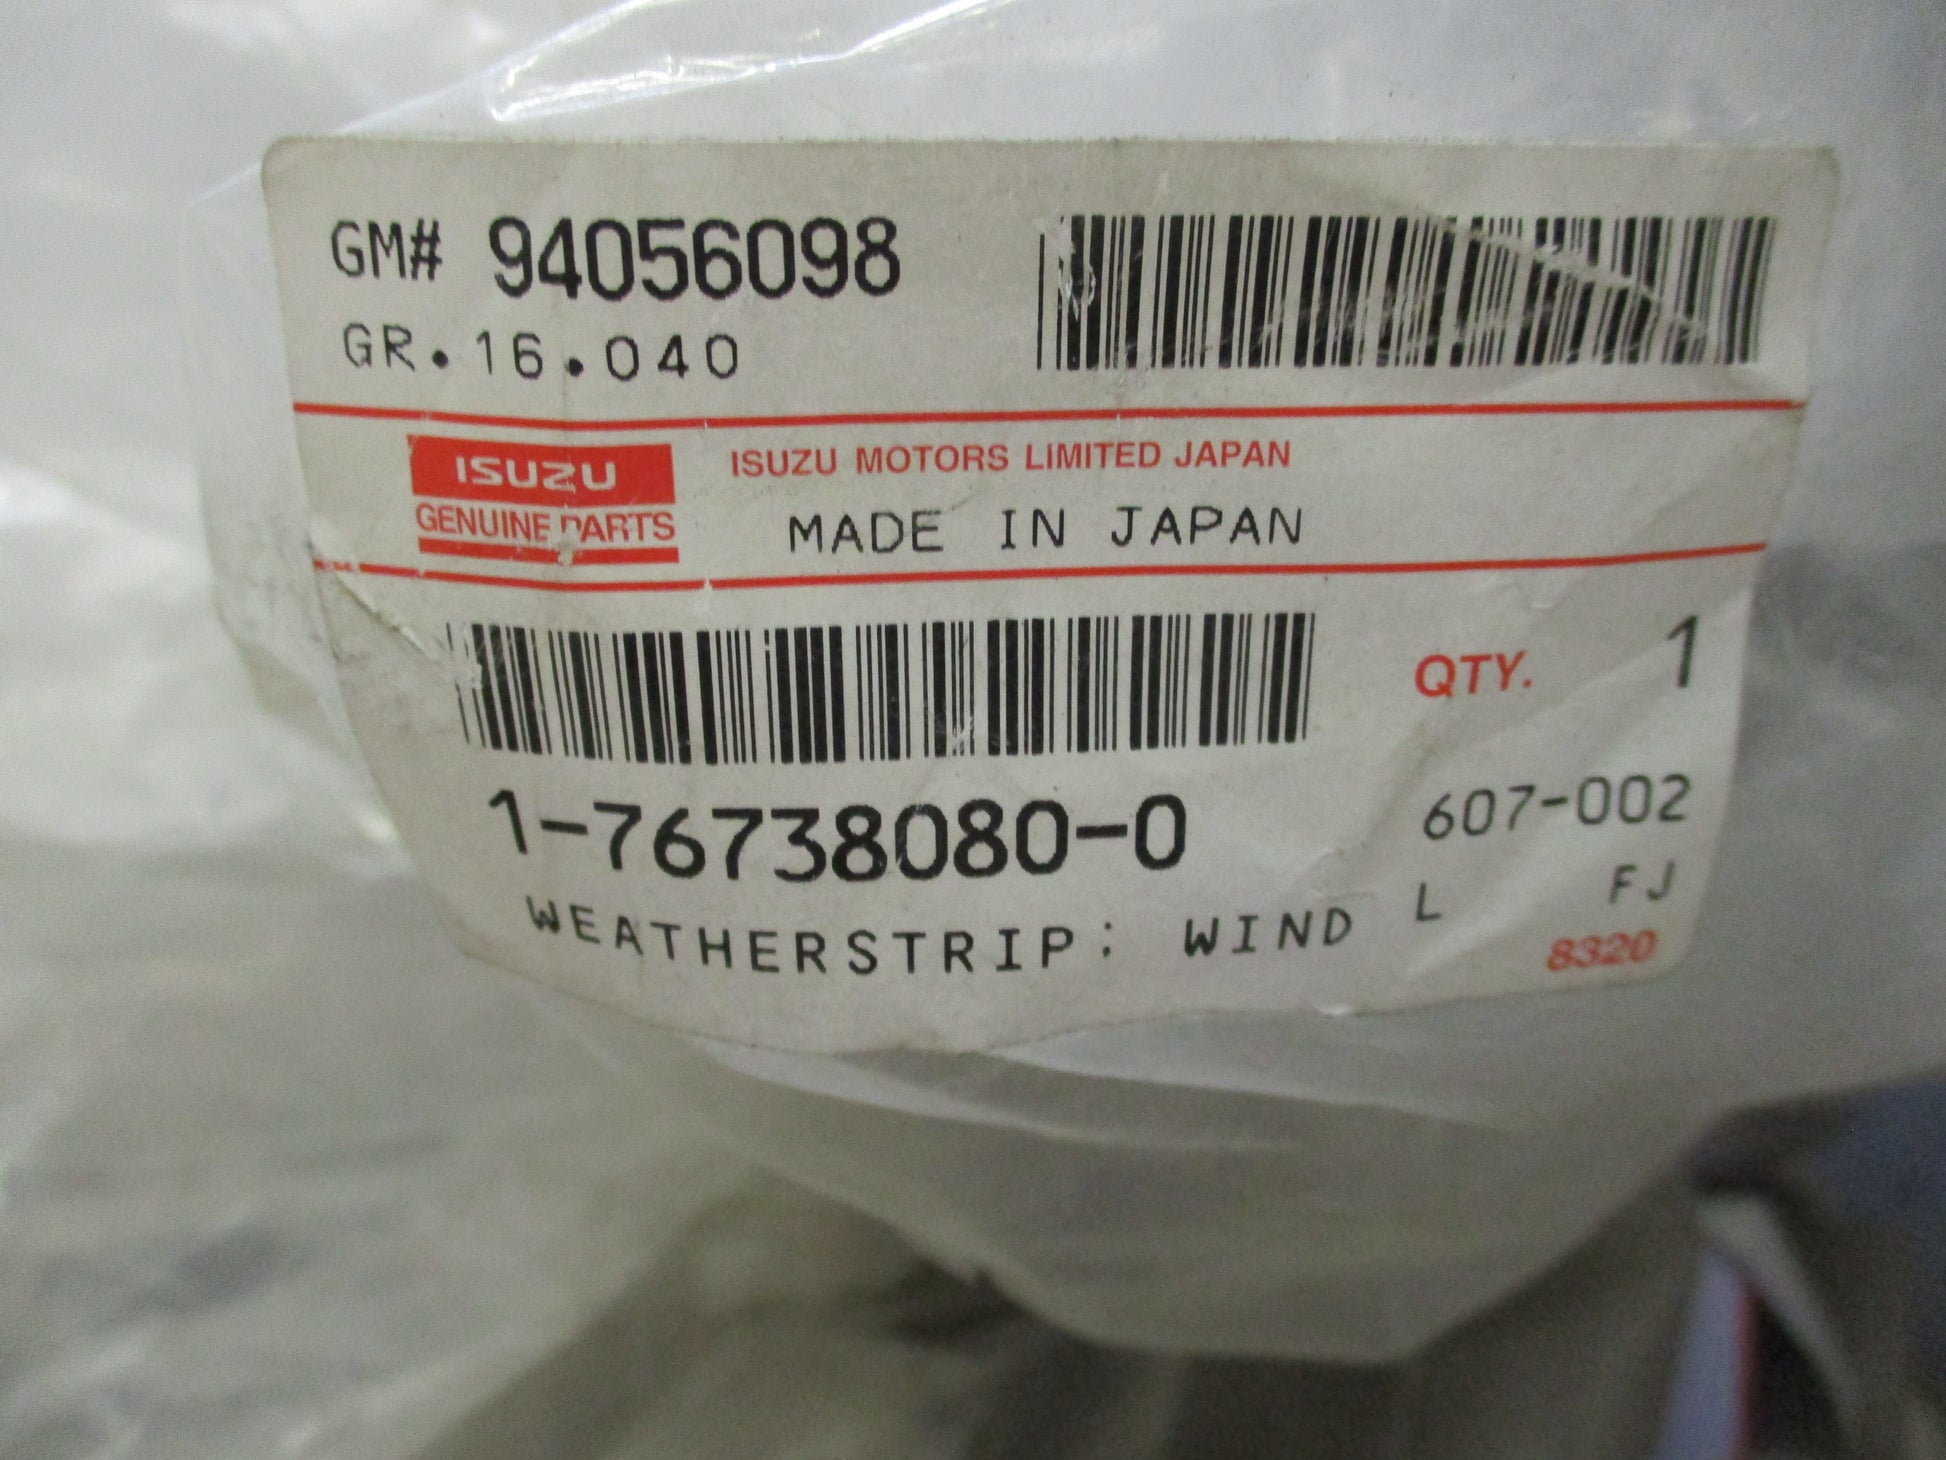 GM# 94056098
GR.16.040
ISUZU
GENUINE PARTS
ISUZU MOTORS LIMITED JAPAN
MADE IN JAPAN
QTY. 1
1-76738080-0
607-002
WEATHERSTRIP: WIND L FJ
8320